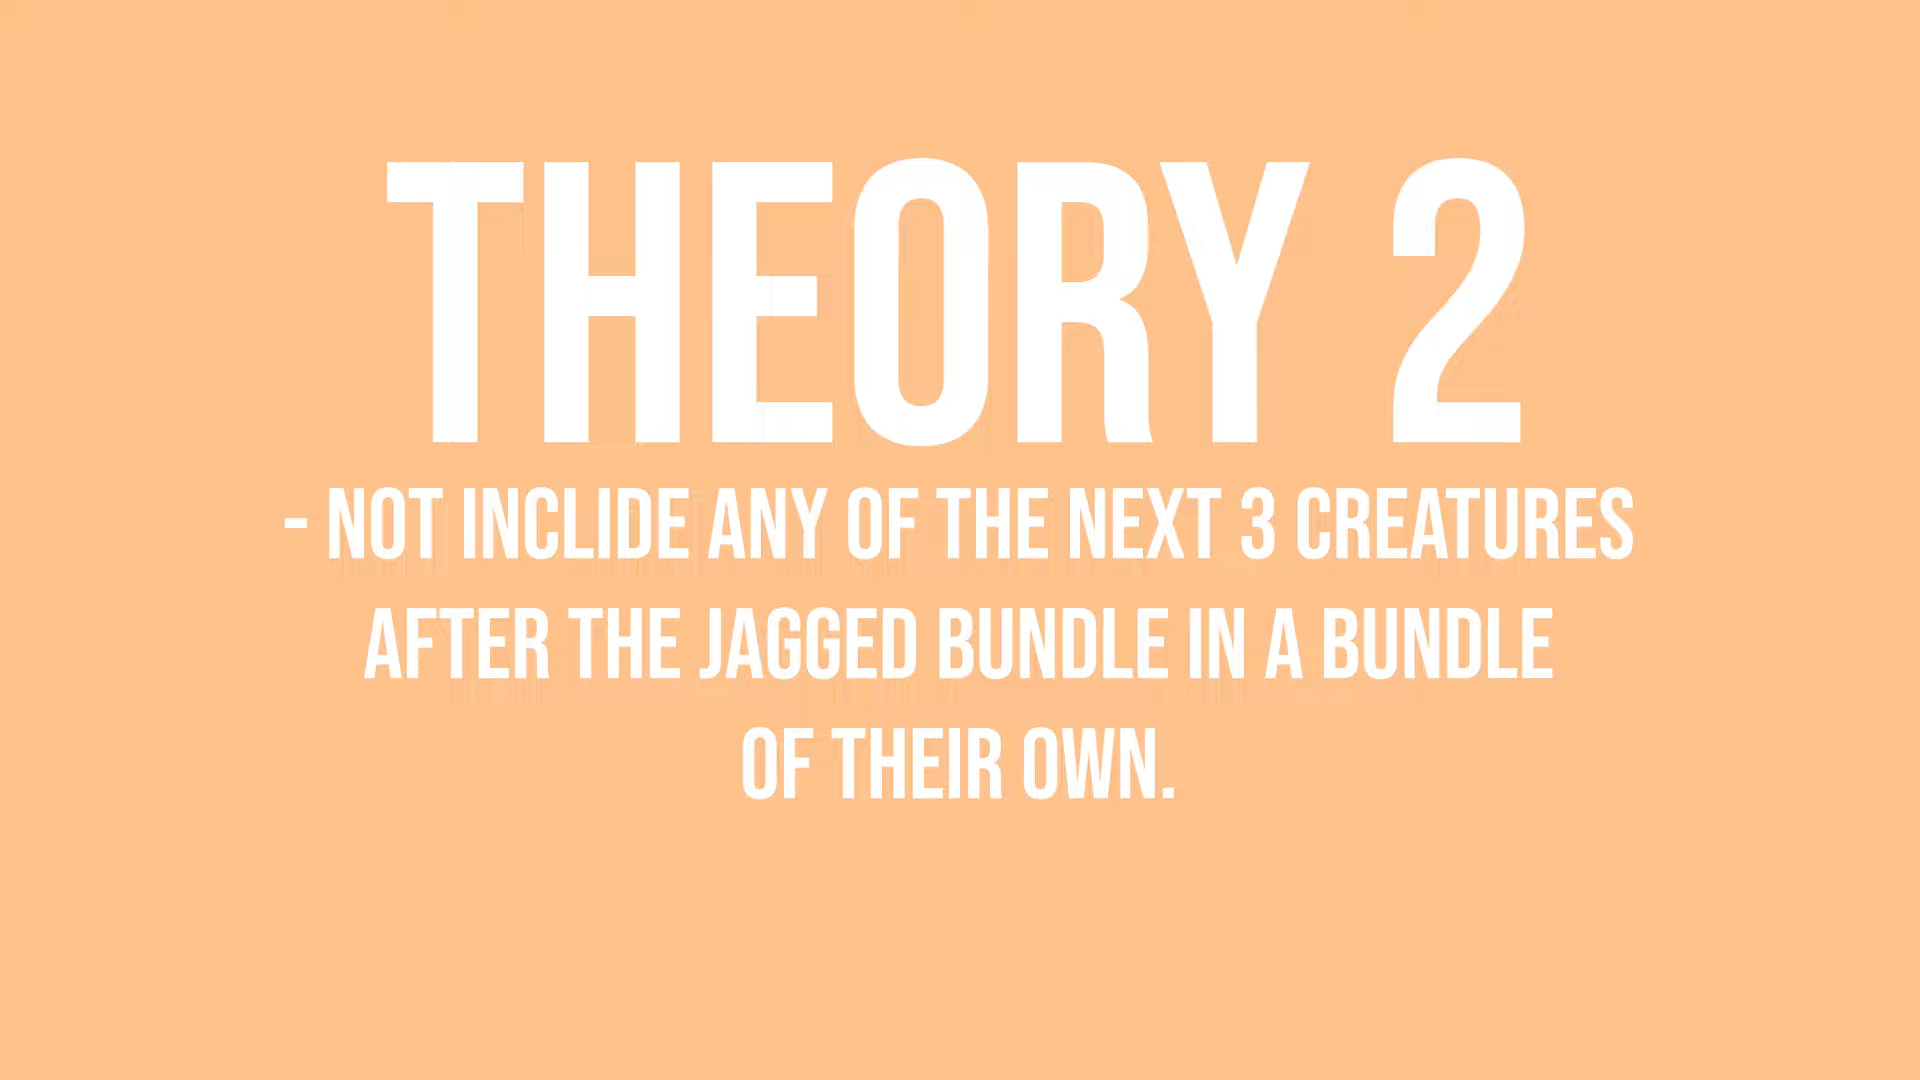 THEORY 2
- NOT INCLIDE ANY OF THE NEXT 3 CREATURES
AFTER THE JAGGED BUNDLE IN A BUNDLE
OF THEIR OWN.